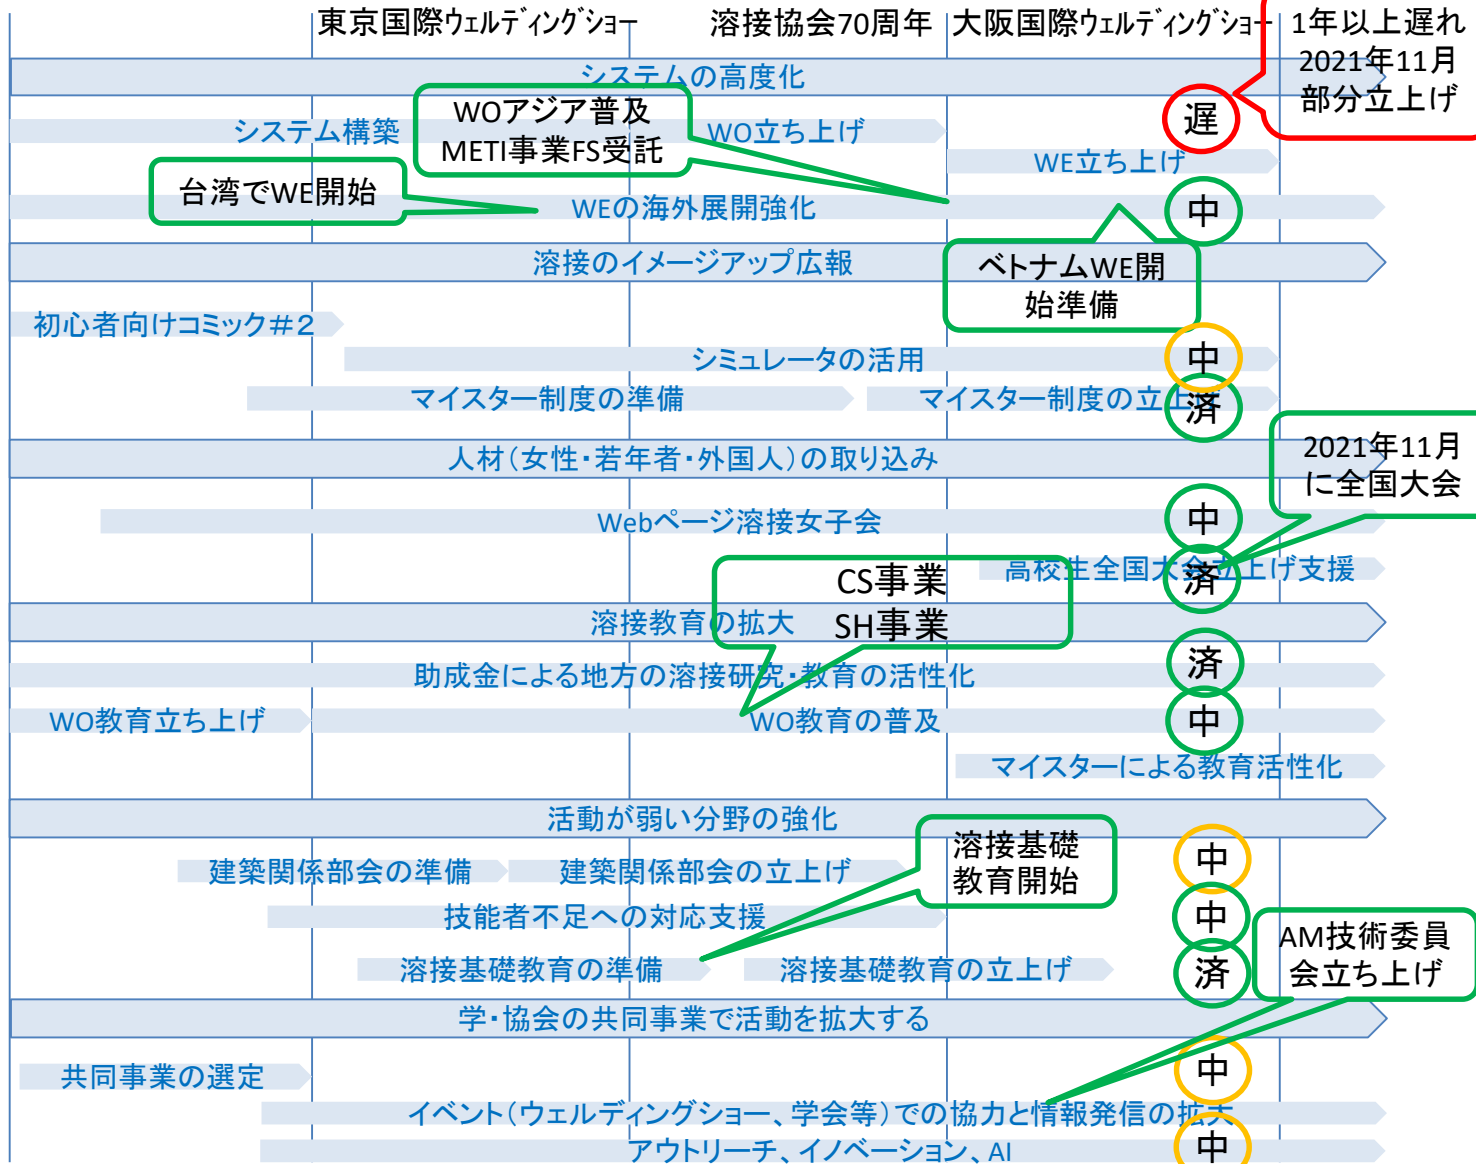 東京国際ウェルディングショー
溶接協会70周年
大阪国際ウェルディングショー
1年以上遅れ
2021年11月
部分立上げ
システムの高度化
システム構築
WOアジア普及
METI事業FS受託
WO立ち上げ
遅
WE立ち上げ
台湾でWE開始
WEの海外展開強化
中
溶接のイメージアップ広報
ベトナムWE開
始準備
初心者向けコミック#2
シミュレータの活用
中
マイスター制度の準備
マイスター制度の立上げ
済
人材(女性・若年者・外国人)の取り込み
2021年11月
に全国大会
Webページ溶接女子会
中
高校生全国大会立上げ支援
済
CS事業
SH事業
溶接教育の拡大
助成金による地方の溶接研究・教育の活性化
済
WO教育立ち上げ
WO教育の普及
中
マイスターによる教育活性化
活動が弱い分野の強化
溶接基礎
教育開始
建築関係部会の準備
建築関係部会の立上げ
中
技能者不足への対応支援
中
AM技術委員
会立ち上げ
溶接基礎教育の準備
溶接基礎教育の立上げ
済
学・協会の共同事業で活動を拡大する
共同事業の選定
中
イベント(ウェルディングショー、学会等)での協力と情報発信の拡大
アウトリーチ、イノベーション、AI
中